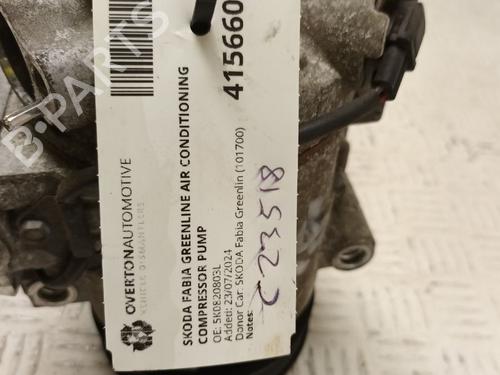 415660
OVERTONAUTOMOTIVE
VEHICLE DISMANTLERS
SKODA FABIA GREENLINE AIR CONDITIONING
COMPRESSOR PUMP
OE: 5K0820803L
Added: 23/07/2024
Donor Car: SKODA Fabia Greenlin (101700)
Notes:
C23518
B-PARTS